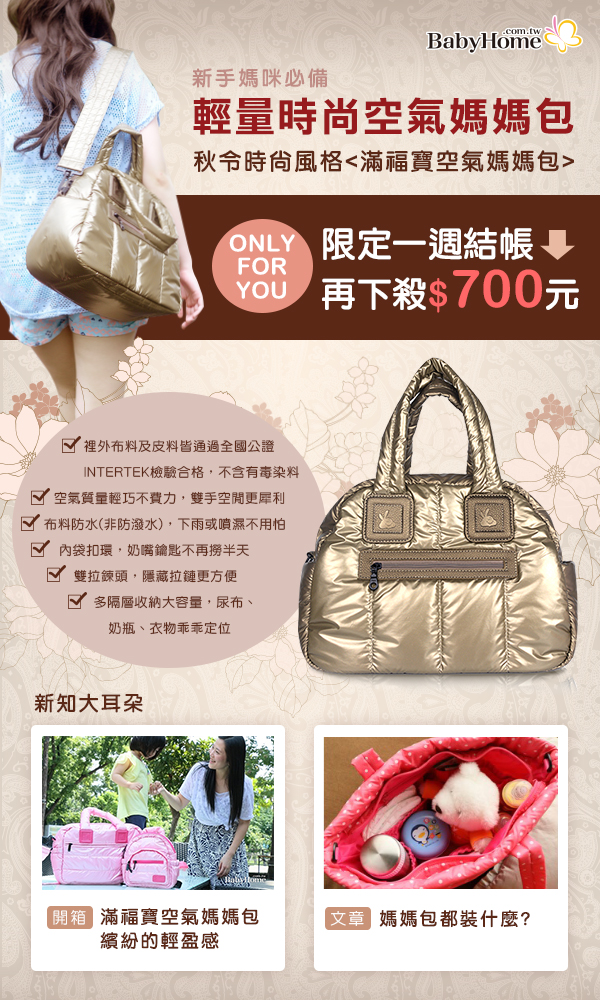 BabyHome.com.tw
新手媽咪必備
輕量時尚空氣媽媽包
秋令時尚風格<滿福寶空氣媽媽包>
ONLY
FOR
YOU
限定一週結帳
再下殺$700元
裡外布料及皮料皆通過全國公證
INTERTEK檢驗合格，不含有毒染料
空氣質量輕巧不費力，雙手空閒更犀利
布料防水(非防潑水)，下雨或噴濕不用怕
內袋扣環，奶嘴鑰匙不再撈半天
雙拉鍊頭，隱藏拉鏈更方便
多隔層收納大容量，尿布、
奶瓶、衣物乖乖定位
新知大耳朵
BabyHome.com.tw
開箱 滿福寶空氣媽媽包
繽紛的輕盈感
文章 媽媽包都裝什麼?